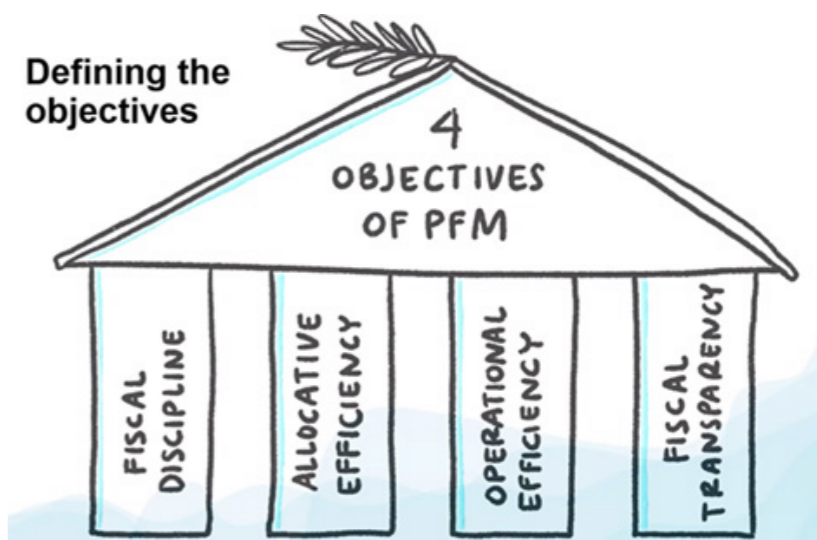 Defining the
objectives
4
OBJECTIVES
OF PFM
FISCAL
DISCIPLINE
ALLOCATIVE
EFFICIENCY
OPERATIONAL
EFFICIENCY
FISCAL
TRANSPARENCY